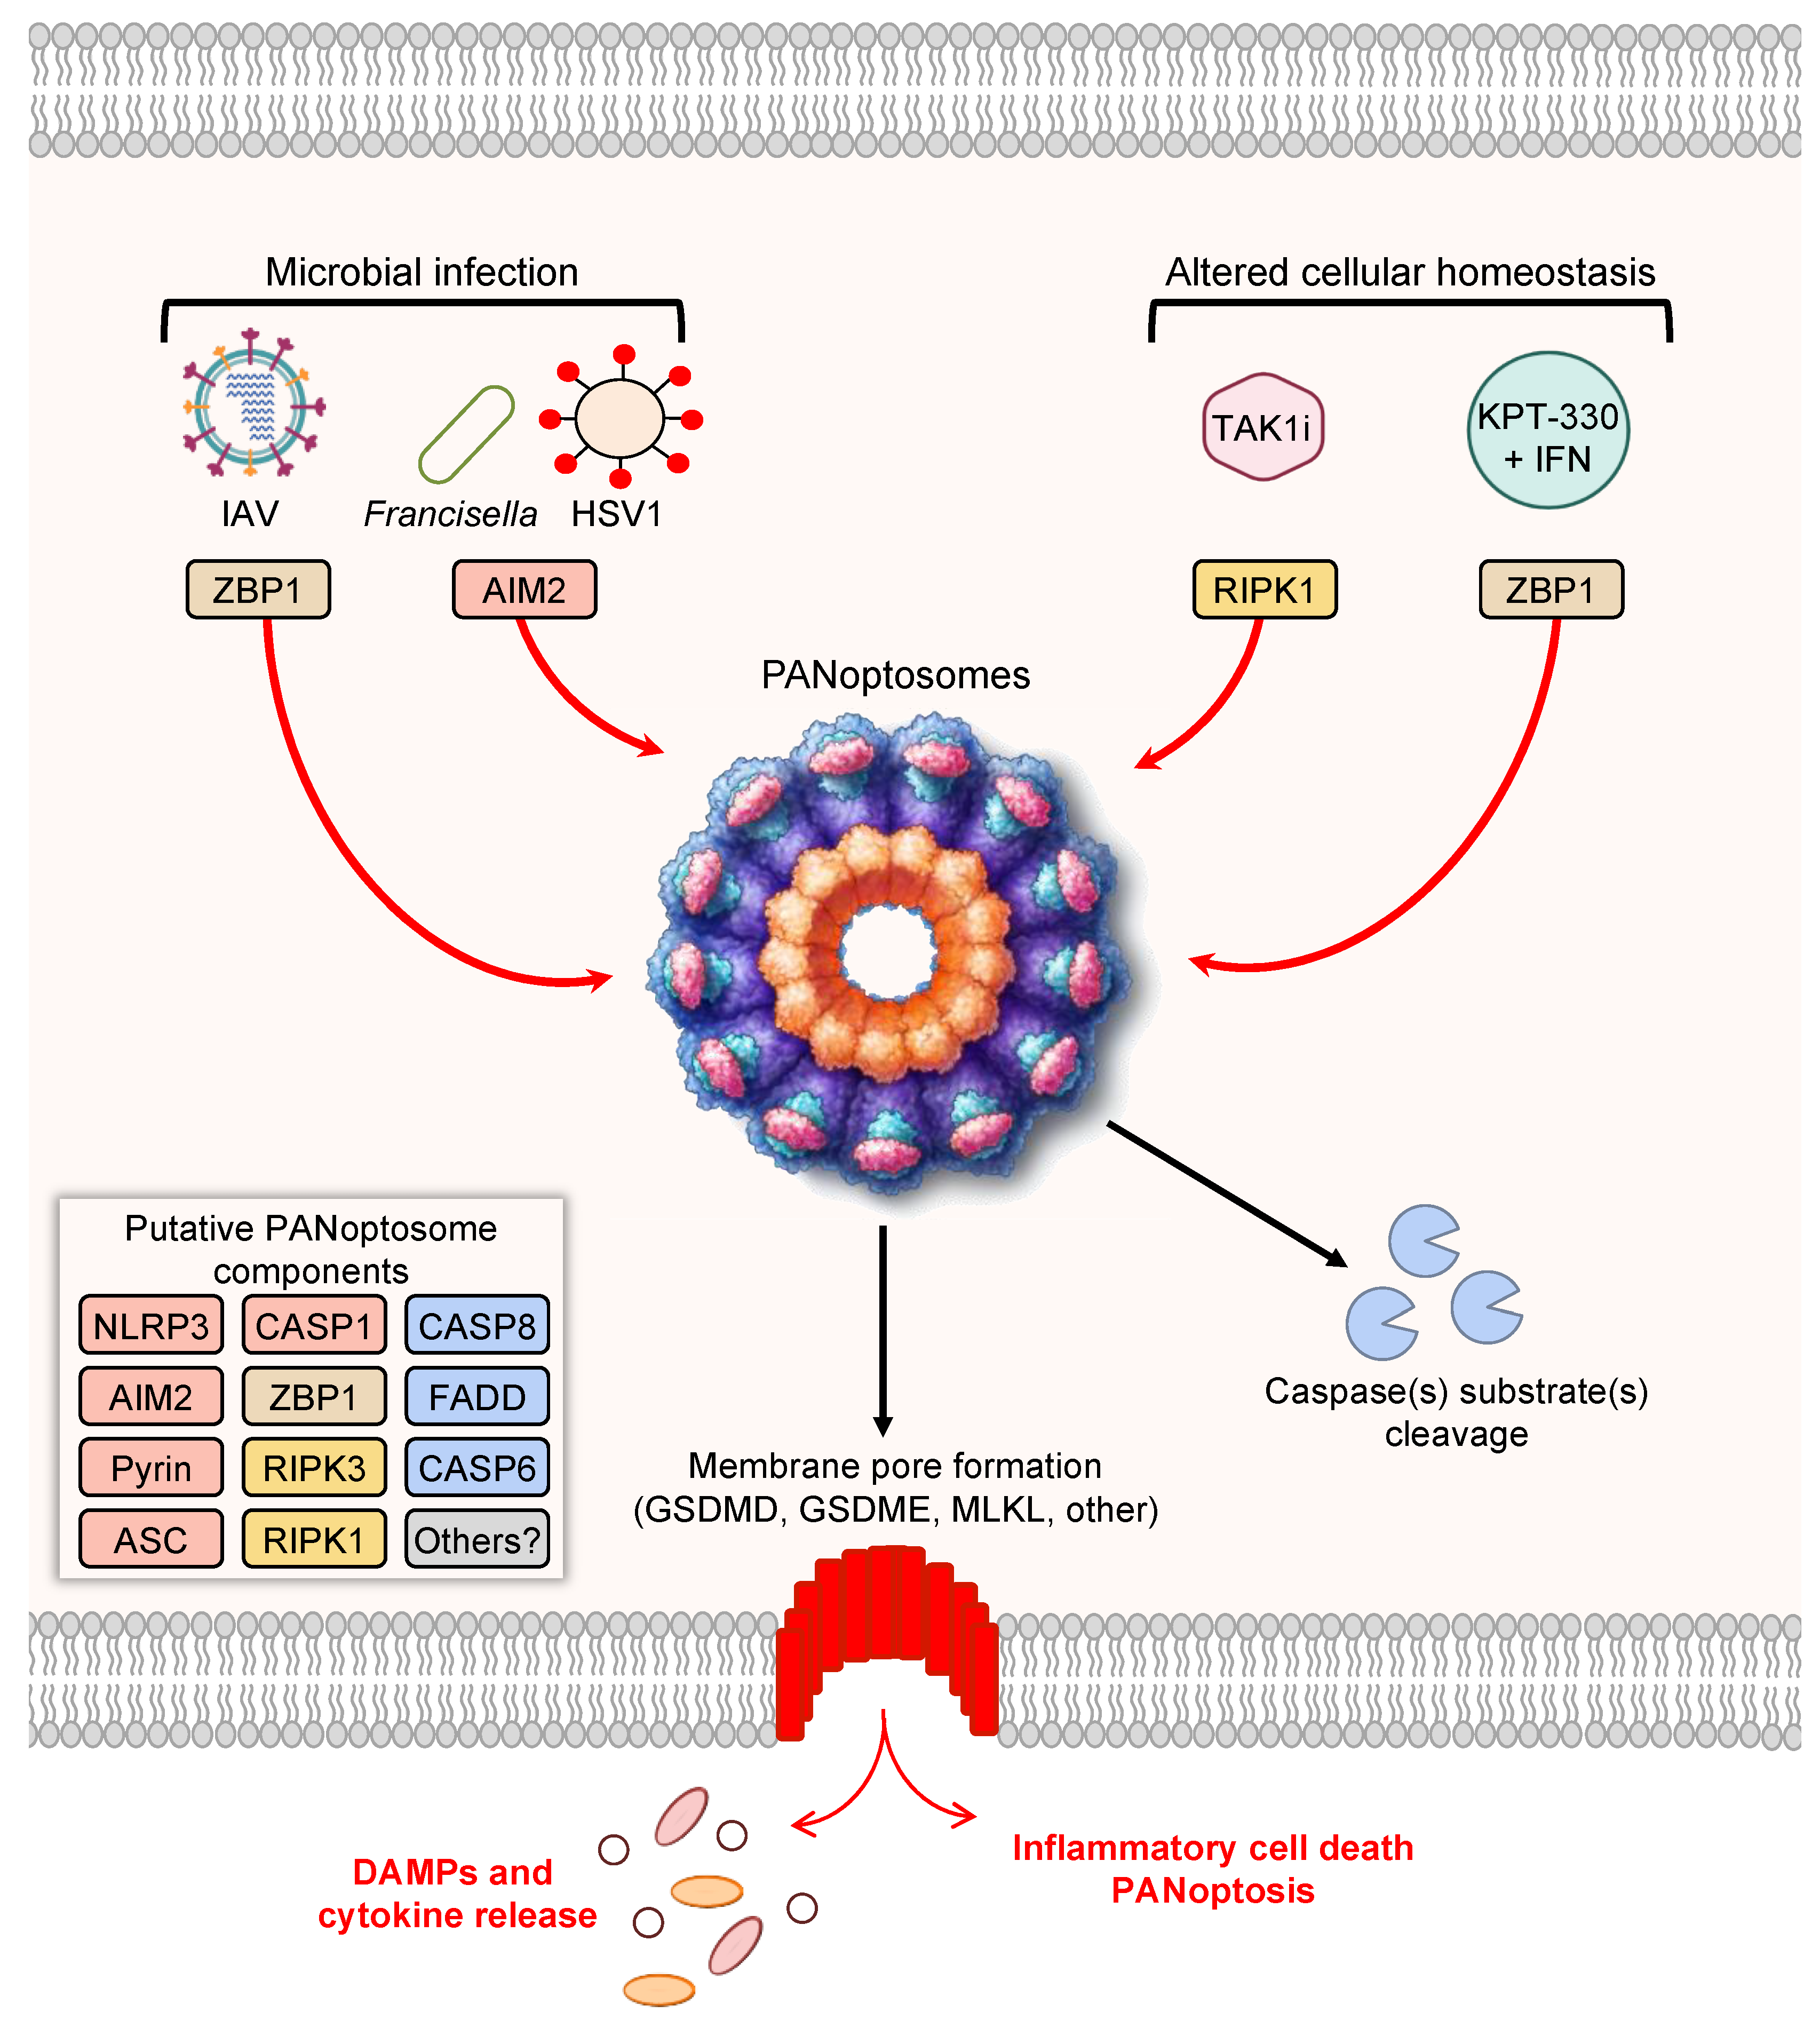 Microbial infection
Altered cellular homeostasis
TAK1i
KPT-330
+ IFN
IAV
Francisella
HSV1
ZBP1
AIM2
RIPK1
ZBP1
PANoptosomes
Putative PANoptosome
components
NLRP3
CASP1
CASP8
AIM2
ZBP1
FADD
Pyrin
RIPK3
CASP6
ASC
RIPK1
Others?
Caspase(s) substrate(s)
cleavage
Membrane pore formation
(GSDMD, GSDME, MLKL, other)
DAMPs and
cytokine release
Inflammatory cell death
PANoptosis